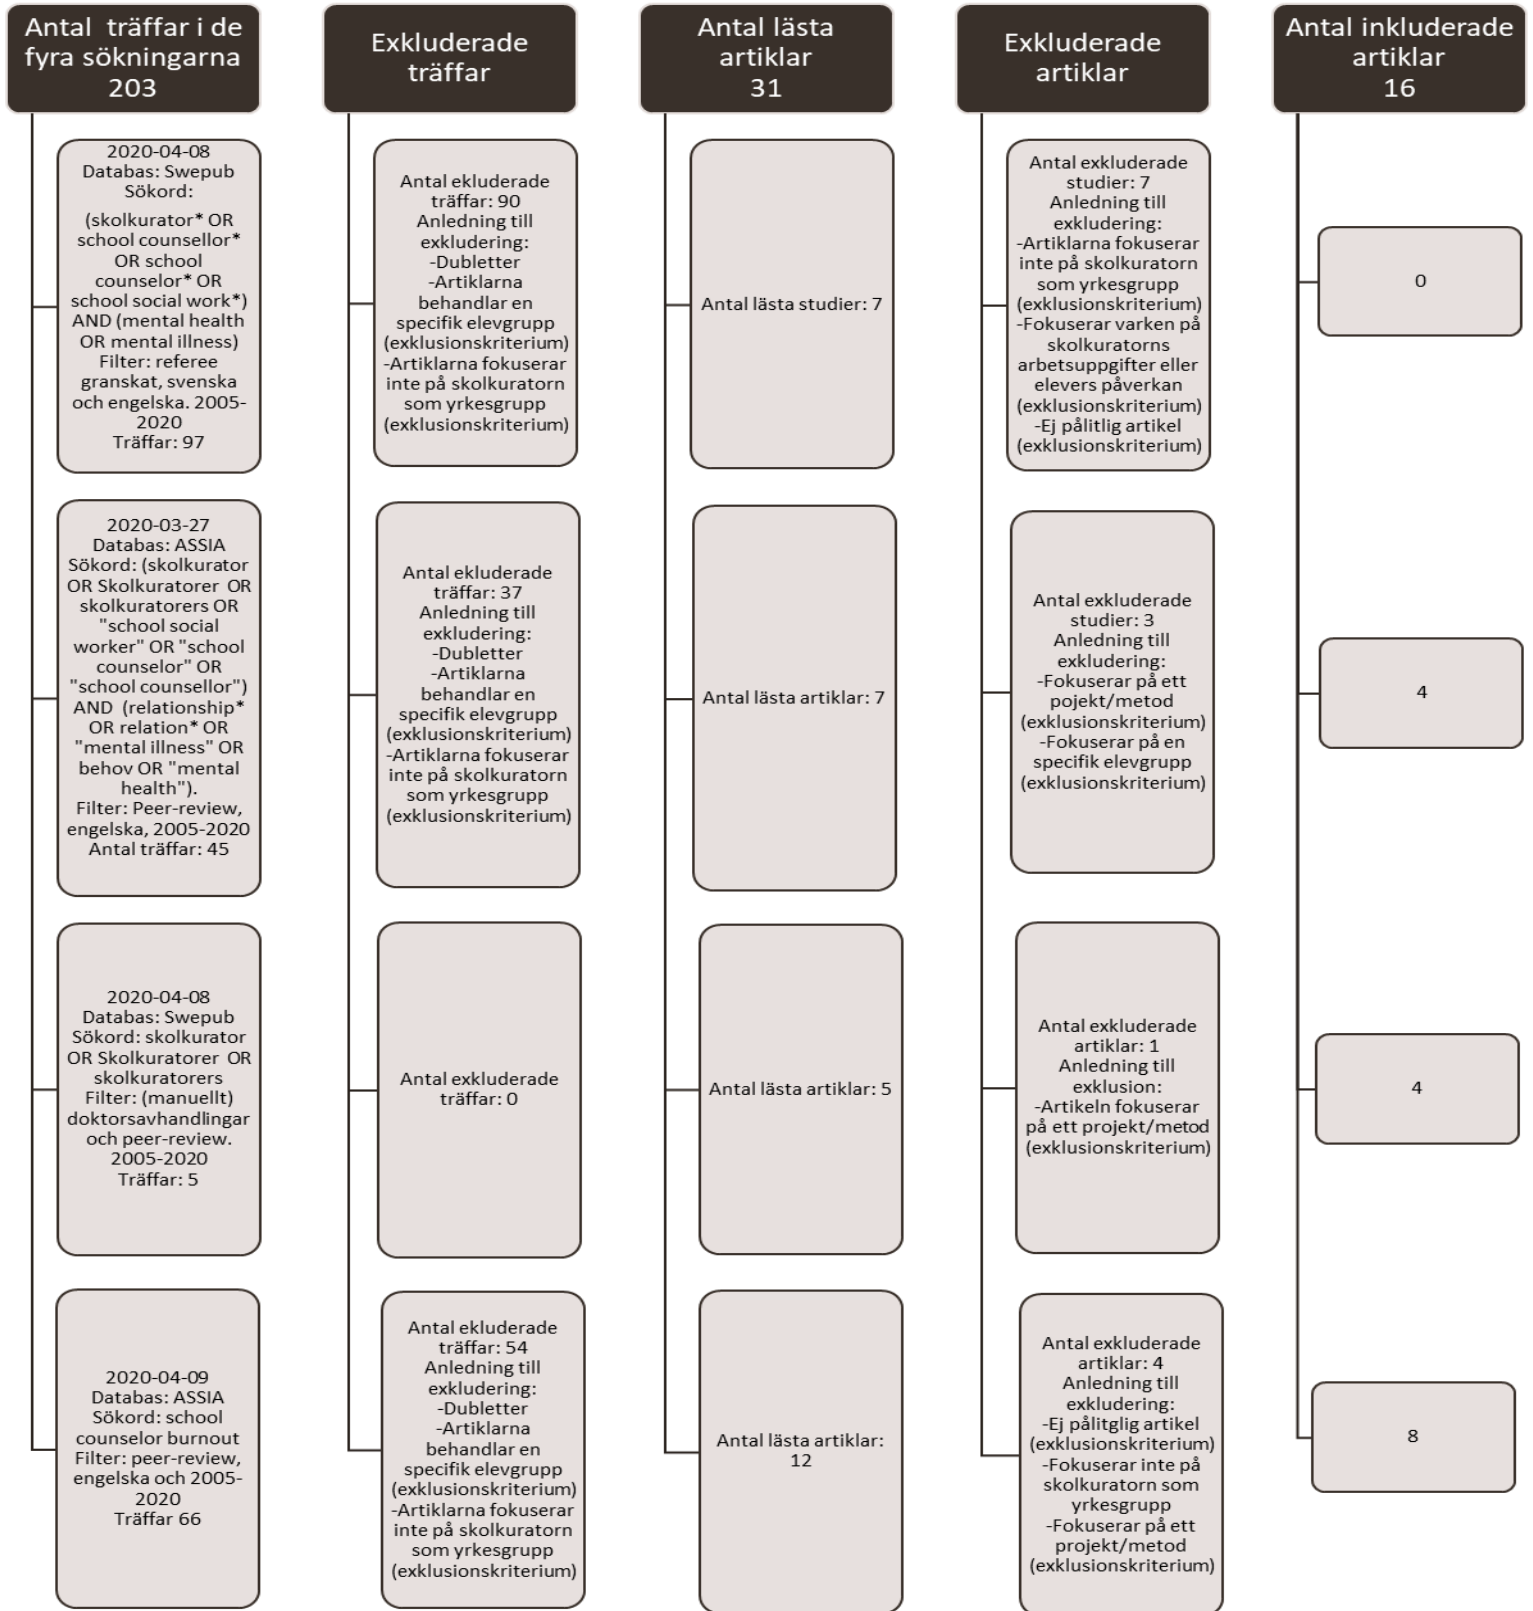 Antal träffar i de
fyra sökningarna
203
2020-04-08
Databas: Swepub
Sökord:
(skolkurator* OR
school counsellor*
OR school
counselor* OR
school social work*)
AND (mental health
OR mental illness)
Filter: referee
granskat, svenska
och engelska. 2005-
2020
Träffar: 97
2020-03-27
Databas: ASSIA
Sökord: (skolkurator
OR Skolkuratorer OR
skolkuratorers OR
"school social
worker" OR "school
counselor" OR
"school counsellor")
AND (relationship*
OR relation* OR
"mental illness" OR
behov OR "mental
health").
Filter: Peer-review,
engelska, 2005-2020
Antal träffar: 45
2020-04-08
Databas: Swepub
Sökord: skolkurator
OR Skolkuratorer OR
skolkuratorers
Filter: (manuellt)
doktorsavhandlingar
och peer-review.
2005-2020
Träffar: 5
2020-04-09
Databas: ASSIA
Sökord: school
counselor burnout
Filter: peer-review,
engelska och 2005-
2020
Träffar 66
Exkluderade
träffar
Antal ekluderade
träffar: 90
Anledning till
exkludering:
-Dubletter
-Artiklarna
behandlar en
specifik elevgrupp
(exklusionskriterium)
-Artiklarna fokuserar
inte på skolkuratorn
som yrkesgrupp
(exklusionskriterium)
Antal ekluderade
träffar: 37
Anledning till
exkludering:
-Dubletter
-Artiklarna
behandlar en
specifik elevgrupp
(exklusionskriterium)
-Artiklarna fokuserar
inte på skolkuratorn
som yrkesgrupp
(exklusionskriterium)
Antal exkluderade
träffar: 0
Antal ekluderade
träffar: 54
Anledning till
exkludering:
-Dubletter
-Artiklarna
behandlar en
specifik elevgrupp
(exklusionskriterium)
-Artiklarna fokuserar
inte på skolkuratorn
som yrkesgrupp
(exklusionskriterium)
Antal lästa
artiklar
31
Antal lästa studier: 7
Antal lästa artiklar: 7
Antal lästa artiklar: 5
Antal lästa artiklar:
12
Exkluderade
artiklar
Antal exkluderade
studier: 7
Anledning till
exkludering:
-Artiklarna fokuserar
inte på skolkuratorn
som yrkesgrupp
(exklusionskriterium)
-Fokuserar varken på
skolkuratorns
arbetsuppgifter eller
elevers påverkan
(exklusionskriterium)
-Ej pålitlig artikel
(exklusionskriterium)
Antal exkluderade
studier: 3
Anledning till
exkludering:
-Fokuserar på ett
pojekt/metod
(exklusionskriterium)
-Fokuserar på en
specifik elevgrupp
(exklusionskriterium)
Antal exkluderade
artiklar: 1
Anledning till
exklusion:
-Artikeln fokuserar
på ett projekt/metod
(exklusionskriterium)
Antal exkluderade
artiklar: 4
Anledning till
exkludering:
-Ej pålitglig artikel
(exklusionskriterium)
-Fokuserar inte på
skolkuratorn som
yrkesgrupp
-Fokuserar på ett
projekt/metod
(exklusionskriterium)
Antal inkluderade
artiklar
16
0
4
4
8